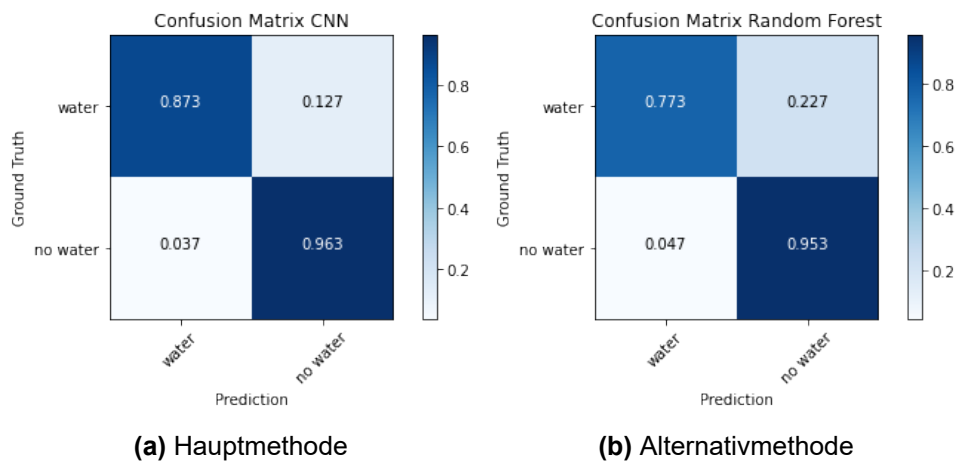 Confusion Matrix CNN
water
0.873
0.127
0.8
0.6
Ground Truth
0.4
no water
0.037
0.963
0.2
water
no water
Prediction
(a) Hauptmethode
Confusion Matrix Random Forest
water
0.773
0.227
0.8
0.6
Ground Truth
0.4
no water
0.047
0.953
0.2
water
no water
Prediction
(b) Alternativmethode